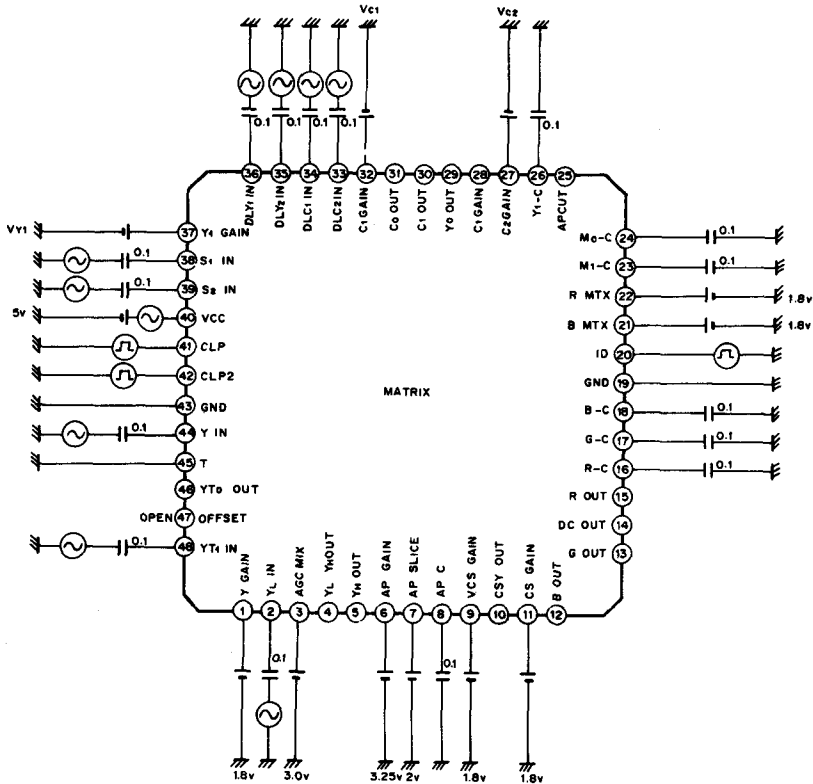 VC1 VC2
0.1 0.1 0.1 0.1 0.1
36 35 34 33 32 31 30 29 28 27 26 25
DLY1 IN
DLY2 IN
DLC1 IN
DLC2 IN
C1 GAIN
C0 OUT
C1 OUT
Y0 OUT
C1 GAIN
C2 GAIN
Y1-C
APCUT
VY1 37 Y1 GAIN
0.1 38 S1 IN
0.1 39 S2 IN
5v 40 VCC
41 CLP
42 CLP2
43 GND
0.1 44 Y IN
45 T
46 YT0 OUT
OPEN 47 OFFSET
0.1 48 YT1 IN
MATRIX
M0-C 24 0.1
M1-C 23 0.1
R MTX 22 1.8v
B MTX 21 1.8v
ID 20
GND 19
B-C 18 0.1
G-C 17 0.1
R-C 16 0.1
R OUT 15
DC OUT 14
G OUT 13
Y GAIN
YL IN
AGC MIX
YL YHOUT
YH OUT
AP GAIN
AP SLICE
AP C
VCS GAIN
CSY OUT
CS GAIN
B OUT
1 2 3 4 5 6 7 8 9 10 11 12
0.1 0.1
1.8v 3.0v 3.25v 2v 1.8v 1.8v